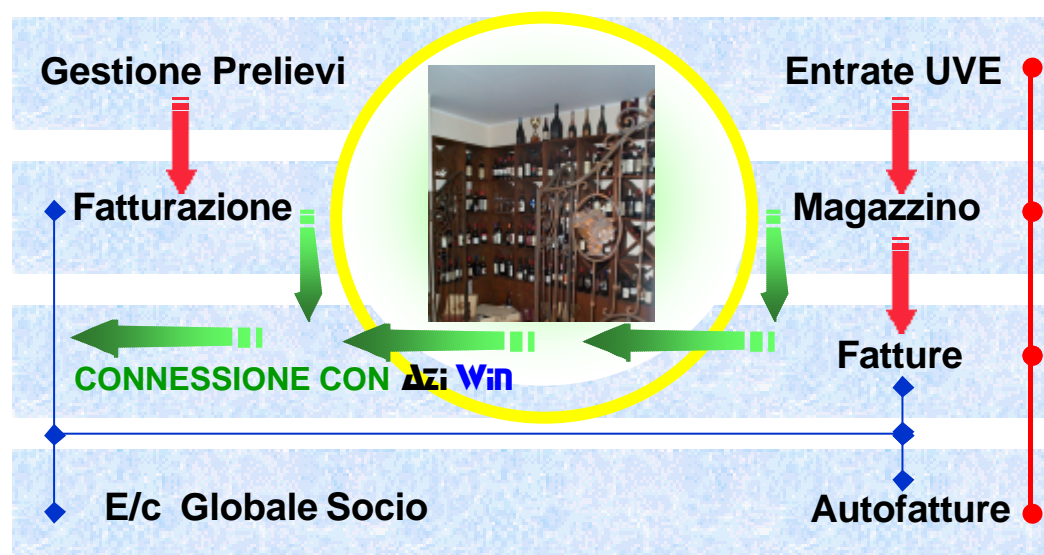 Gestione Prelievi
Entrate UVE
Fatturazione
Magazzino
Fatture
CONNESSIONE CON Azi Win
E/c Globale Socio
Autofatture